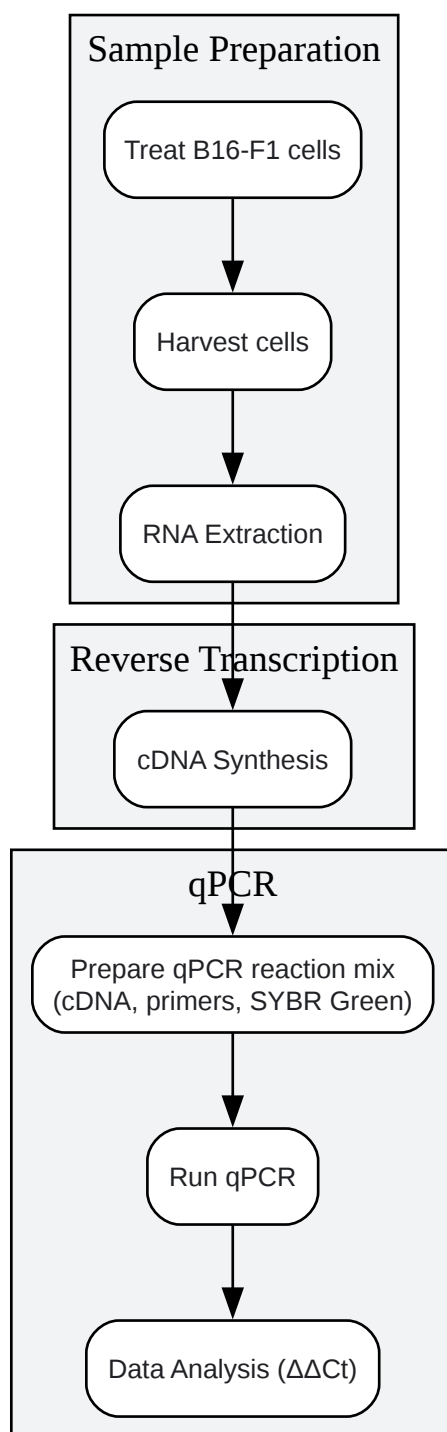 Sample Preparation
Treat B16-F1 cells
Harvest cells
RNA Extraction
Reverse Transcription
cDNA Synthesis
qPCR
Prepare qPCR reaction mix
(cDNA, primers, SYBR Green)
Run qPCR
Data Analysis (ΔΔCt)